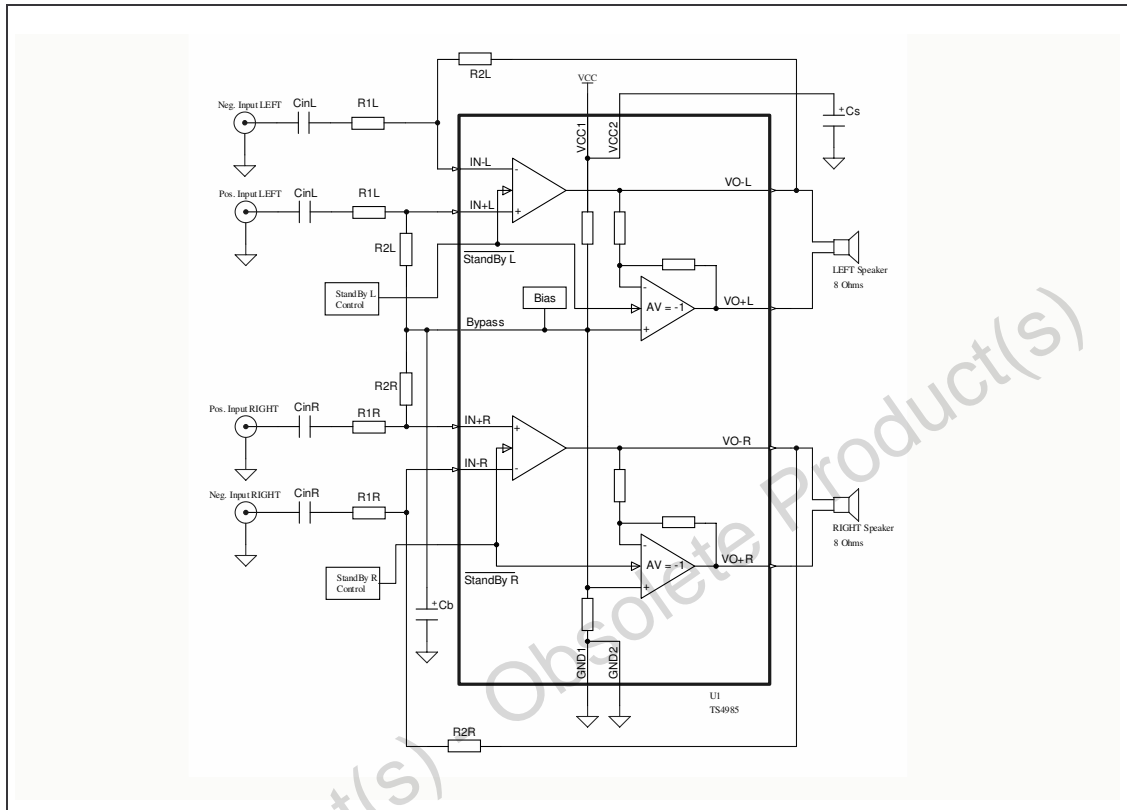 R2L
VCC
Neg. Input LEFT
CinL
R1L
+Cs
VCC1
VCC2
IN-L
-
VO-L
Pos. Input LEFT
CinL
R1L
IN+L
+
R2L
StandBy L
LEFT Speaker
8 Ohms
StandBy L
Control
Bias
-
AV = -1
VO+L
Bypass
+
R2R
Pos. Input RIGHT
CinR
R1R
IN+R
+
VO-R
IN-R
-
Neg. Input RIGHT
CinR
R1R
RIGHT Speaker
8 Ohms
-
AV = -1
VO+R
StandBy R
Control
StandBy R
+
+Cb
GND1
GND2
U1
TS4985
R2R
t(s) - Obsolete Product(s)